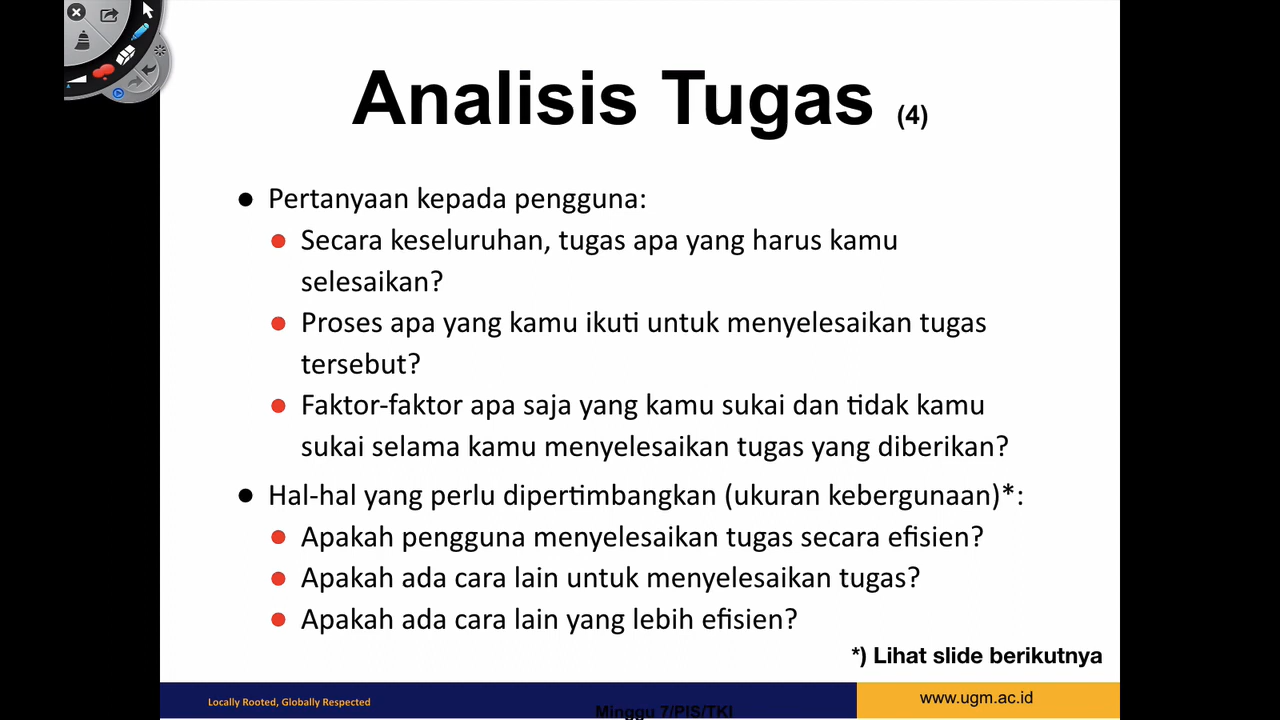 Analisis Tugas (4)
● Pertanyaan kepada pengguna:
● Secara keseluruhan, tugas apa yang harus kamu
selesaikan?
● Proses apa yang kamu ikuti untuk menyelesaikan tugas
tersebut?
● Faktor-faktor apa saja yang kamu sukai dan tidak kamu
sukai selama kamu menyelesaikan tugas yang diberikan?
● Hal-hal yang perlu dipertimbangkan (ukuran kebergunaan)*:
● Apakah pengguna menyelesaikan tugas secara efisien?
● Apakah ada cara lain untuk menyelesaikan tugas?
● Apakah ada cara lain yang lebih efisien?
*) Lihat slide berikutnya
Locally Rooted, Globally Respected
Minggu 7/PIS/TKI
www.ugm.ac.id